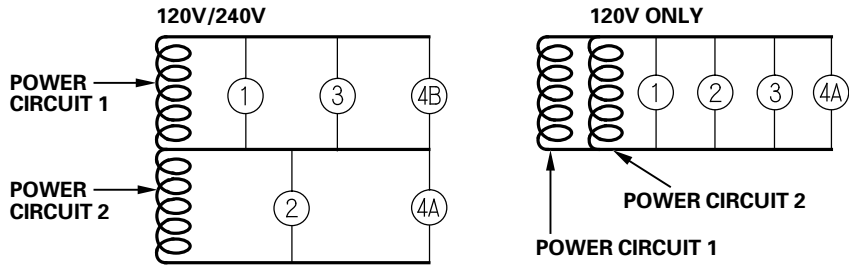 120V/240V
POWER
CIRCUIT 1
1
3
4B
POWER
CIRCUIT 2
2
4A
120V ONLY
1
2
3
4A
POWER CIRCUIT 2
POWER CIRCUIT 1